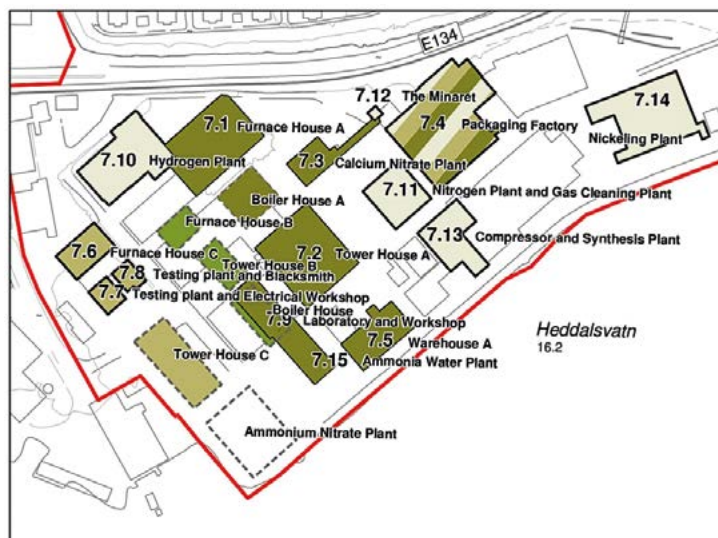 E134
7.12
The Minaret
7.14
7.1
Furnace House A
7.4
Packaging Factory
Nickeling Plant
7.10
Hydrogen Plant
7.3
Calcium Nitrate Plant
7.11
Nitrogen Plant and Gas Cleaning Plant
Boiler House A
Furnace House B
7.13
Compressor and Synthesis Plant
7.6
Furnace House C
7.2
Tower House A
Tower House B
7.8
Testing plant and Blacksmith
7.7
Testing plant and Electrical Workshop
Boiler House
7.9
Laboratory and Workshop
7.5
Warehouse A
Heddalsvatn
16.2
Tower House C
7.15
Ammonia Water Plant
Ammonium Nitrate Plant